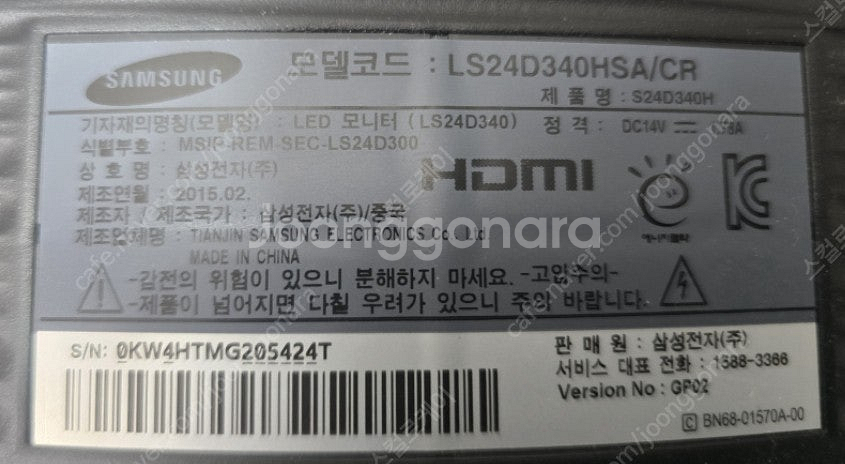 SAMSUNG
모델코드 : LS24D340HSA/CR
제 품 명 : S24D340H
기자재의명칭(모델명) : LED 모니터 (LS24D340) 정 격 : DC14V
식별부호 : MSIP-REM-SEC-LS24D300
상 호 명 : 삼성전자(주)
제조연월 : 2015.02.
HDMI
제조자 / 제조국가 : 삼성전자(주)/중국
에너지절약
제조업체명 : TIANJIN SAMSUNG ELECTRONICS Co., Ltd.
MADE IN CHINA
joonggonara
-감전의 위험이 있으니 분해하지 마세요. -고압주의-
-제품이 넘어지면 다칠 우려가 있으니 주의 바랍니다.
S/N: 0KW4HTMG205424T
판 매 원 : 삼성전자(주)
서비스 대표 전화 : 1588-3366
Version No : GP02
C BN68-01570A-00